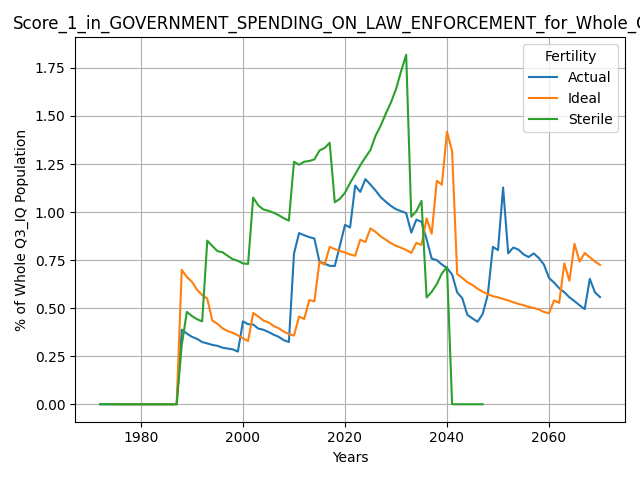 Score_1_in_GOVERNMENT_SPENDING_ON_LAW_ENFORCEMENT_for_Whole_
Fertility
Actual
Ideal
Sterile
1.75
1.50
1.25
1.00
0.75
0.50
0.25
0.00
% of Whole Q3_IQ Population
1980
2000
2020
2040
2060
Years